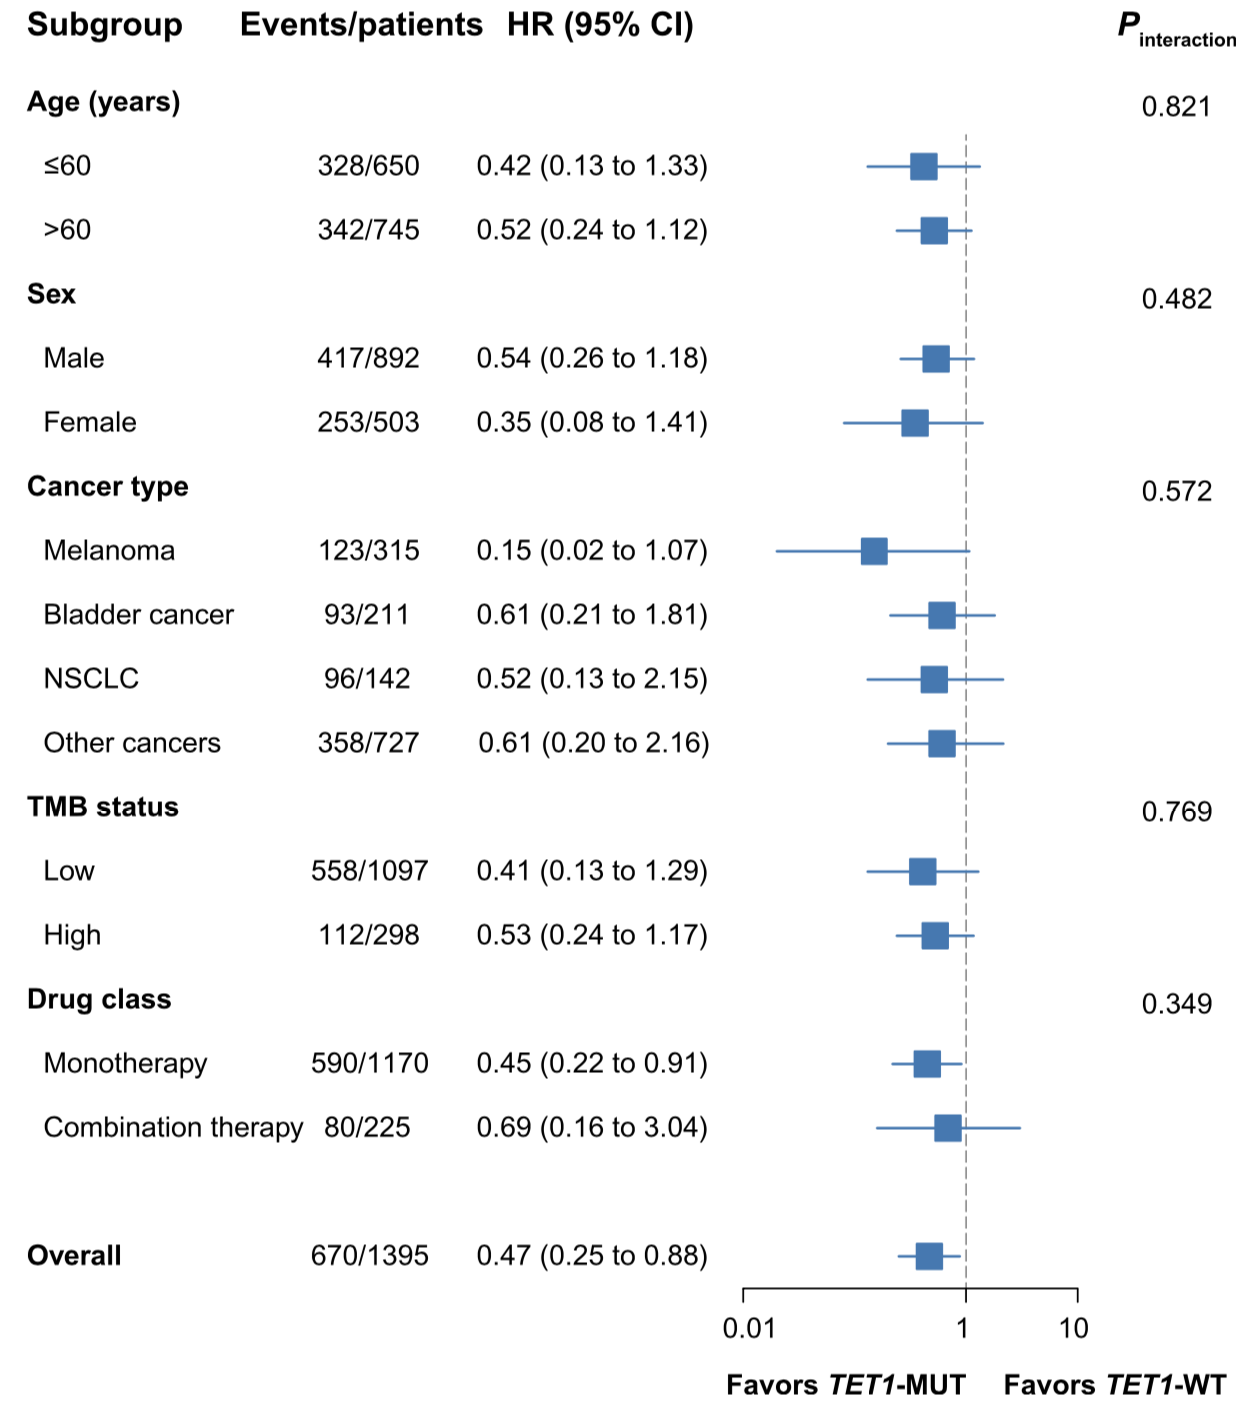 Subgroup Events/patients HR (95% CI) Pinteraction
Age (years) 0.821
≤60 328/650 0.42 (0.13 to 1.33)
>60 342/745 0.52 (0.24 to 1.12)
Sex 0.482
Male 417/892 0.54 (0.26 to 1.18)
Female 253/503 0.35 (0.08 to 1.41)
Cancer type 0.572
Melanoma 123/315 0.15 (0.02 to 1.07)
Bladder cancer 93/211 0.61 (0.21 to 1.81)
NSCLC 96/142 0.52 (0.13 to 2.15)
Other cancers 358/727 0.61 (0.20 to 2.16)
TMB status 0.769
Low 558/1097 0.41 (0.13 to 1.29)
High 112/298 0.53 (0.24 to 1.17)
Drug class 0.349
Monotherapy 590/1170 0.45 (0.22 to 0.91)
Combination therapy 80/225 0.69 (0.16 to 3.04)
Overall 670/1395 0.47 (0.25 to 0.88)
0.01 1 10
Favors TET1-MUT Favors TET1-WT